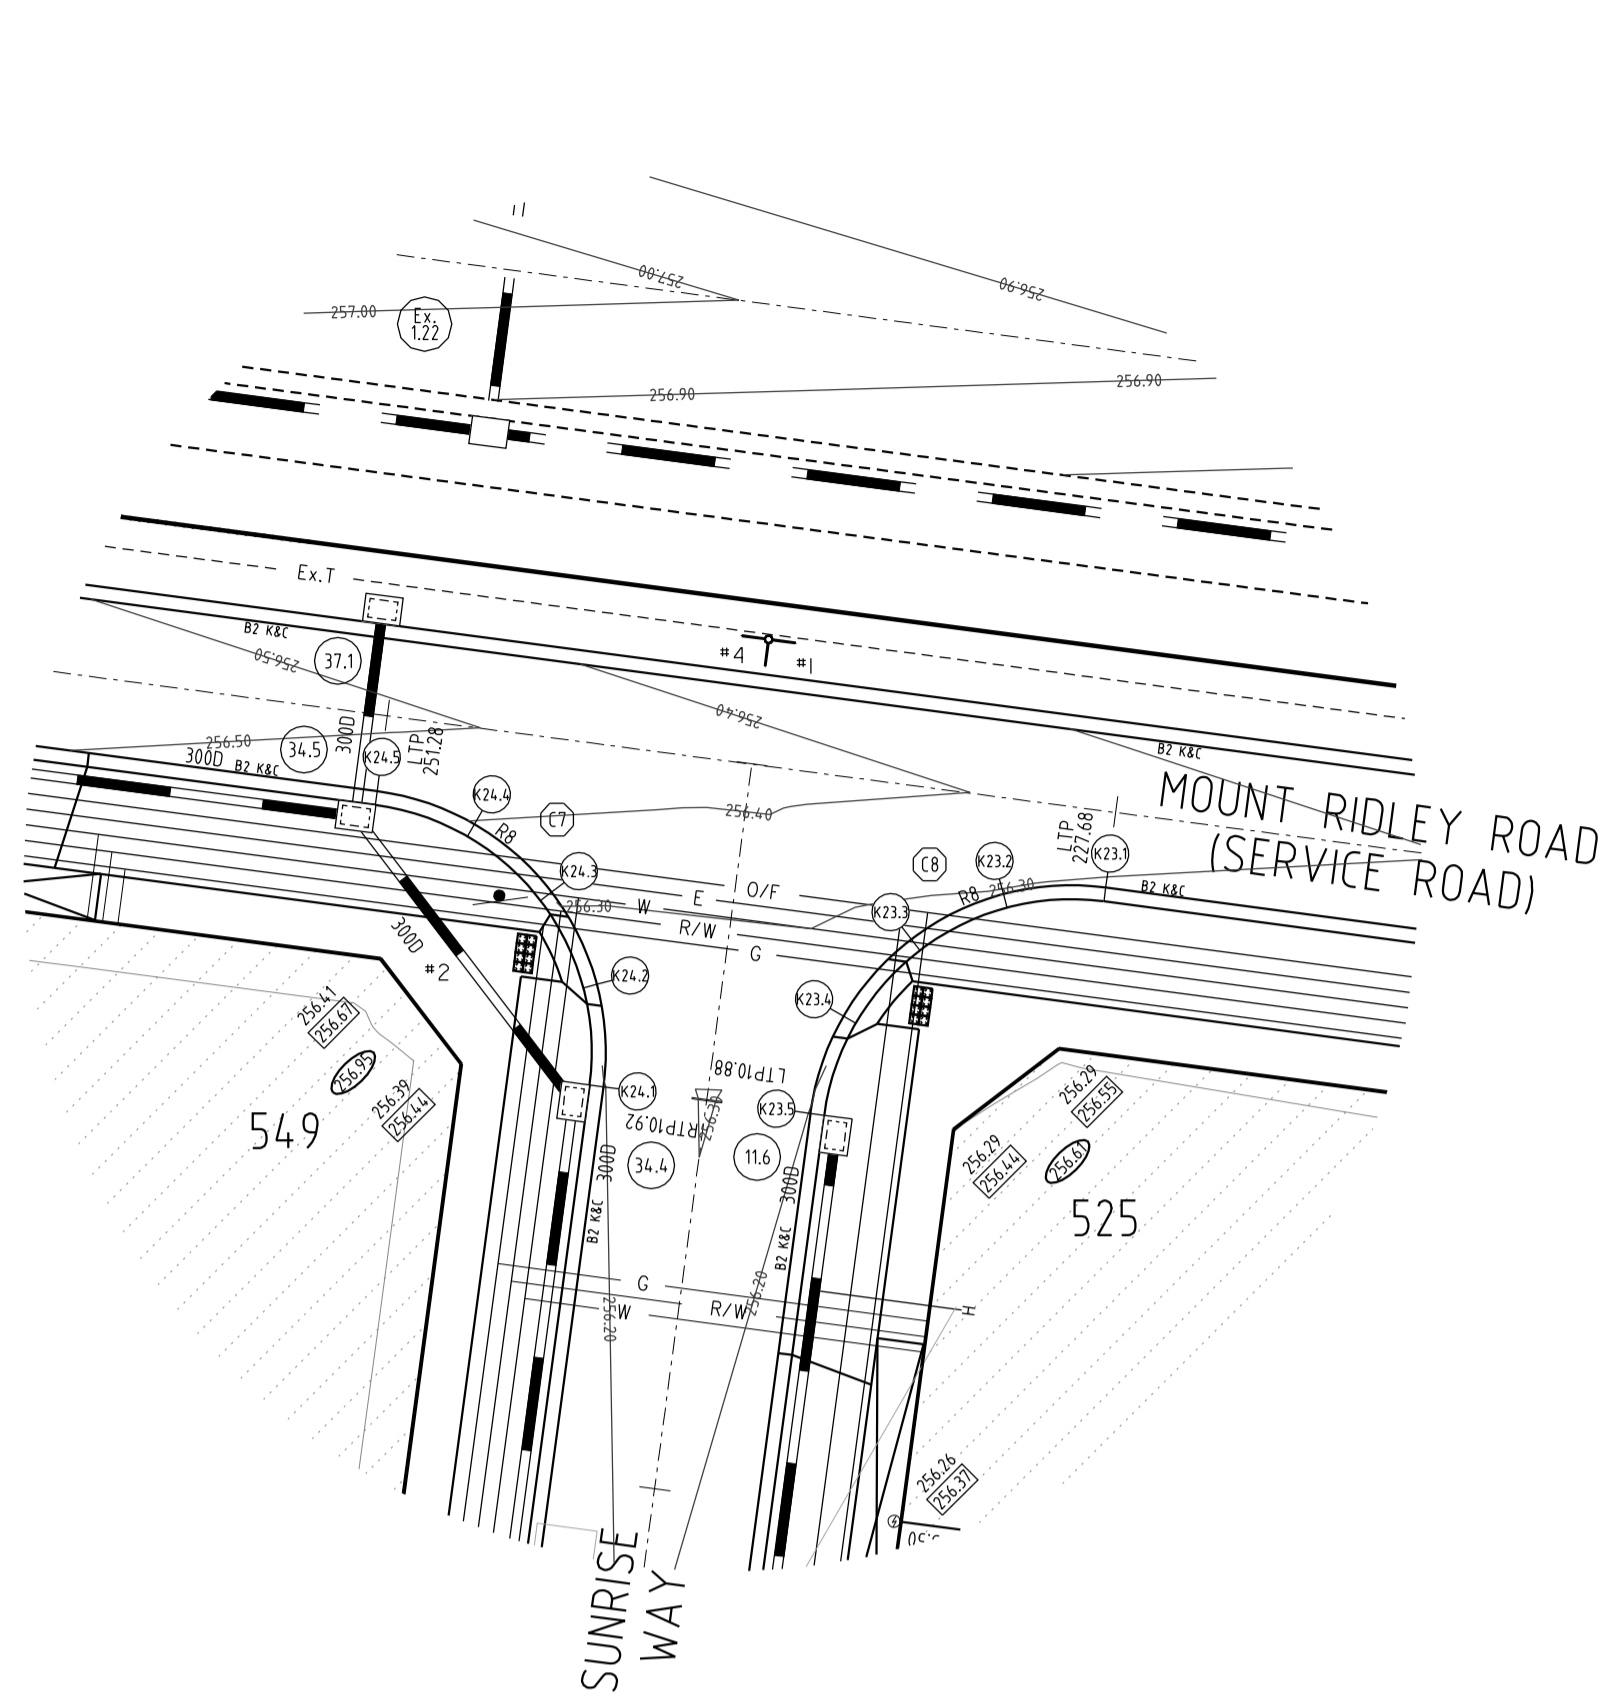 257.00
256.90
257.00
Ex.
1.22
256.90
256.90
Ex.T
B2 K&C
256.50
37.1
#4
#1
256.40
300D
LTP
251.28
34.5
K24.5
256.50
300D
B2 K&C
B2 K&C
MOUNT RIDLEY ROAD
(SERVICE ROAD)
K24.4
R8
C7
256.40
LTP
227.68
K23.1
K23.2
C8
K24.3
O/F
E
W
R/W
G
256.30
256.30
R8
B2 K&C
K23.3
300D
#2
K24.2
K23.4
256.41
256.67
256.95
256.39
256.44
549
K24.1
LTP10.88
RTP10.92
256.30
K23.5
34.4
11.6
300D
B2 K&C
300D
B2 K&C
256.29
256.55
256.29
256.44
256.61
525
G
R/W
W
H
256.20
256.20
256.26
256.37
SUNRISE
WAY